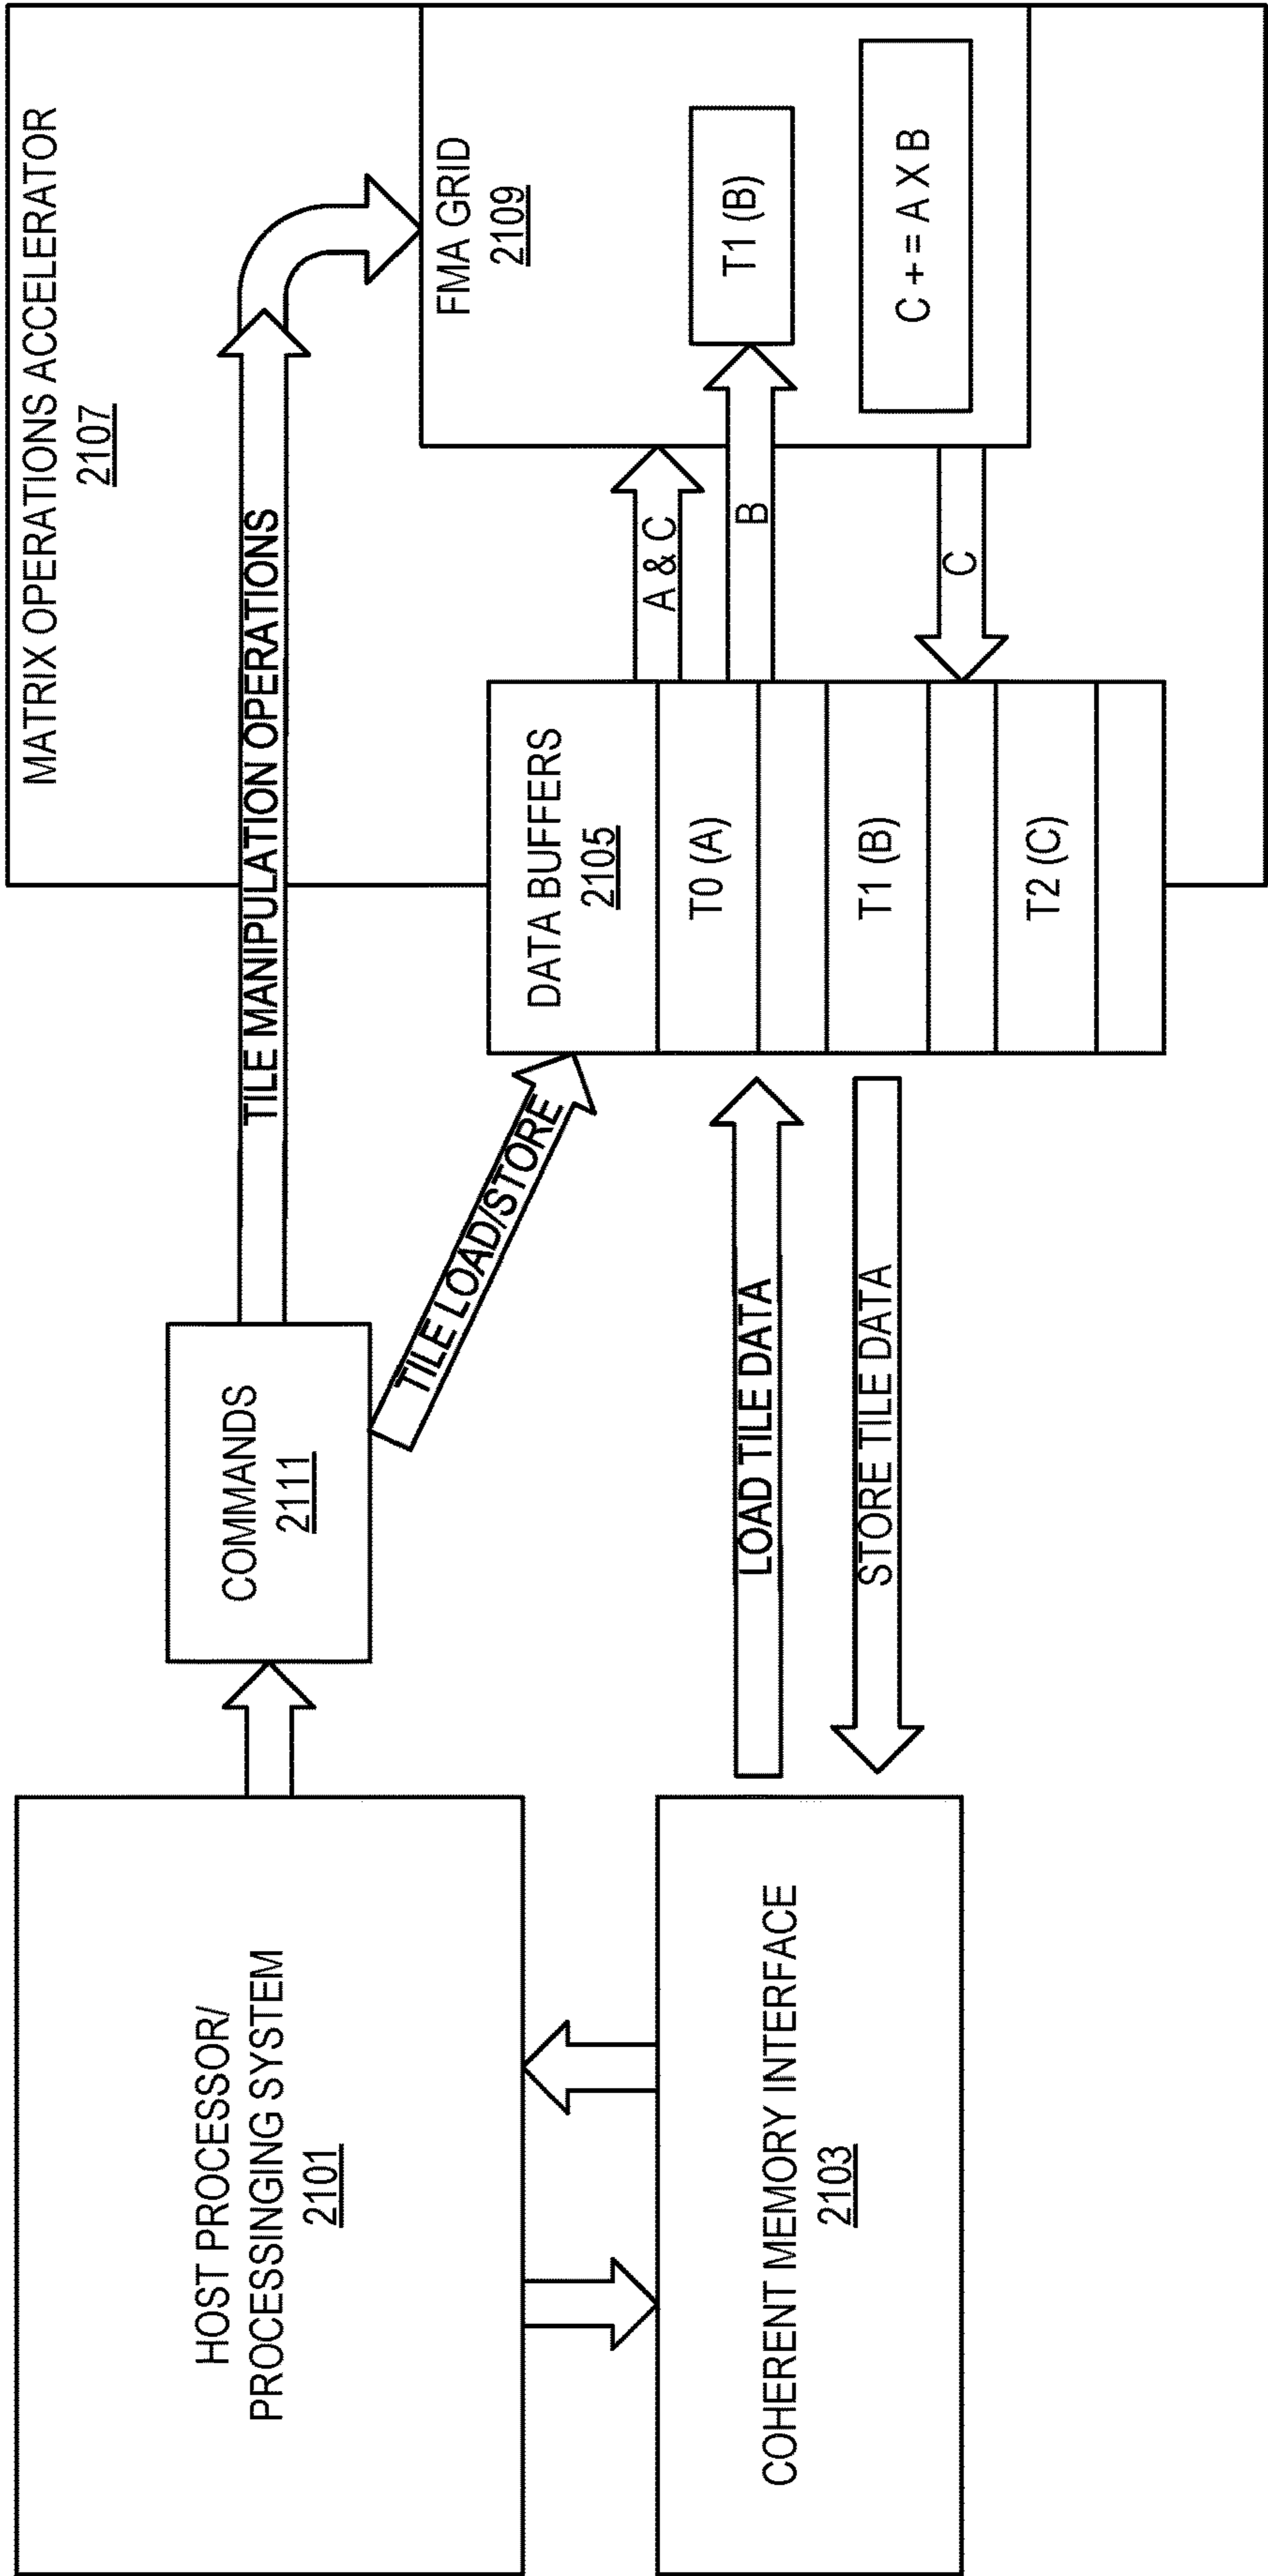 HOST PROCESSOR/
PROCESSINGING SYSTEM
2101
COHERENT MEMORY INTERFACE
2103
COMMANDS
2111
TILE MANIPULATION OPERATIONS
TILE LOAD/STORE
LOAD TILE DATA
STORE TILE DATA
MATRIX OPERATIONS ACCELERATOR
2107
DATA BUFFERS
2105
T0 (A)
T1 (B)
T2 (C)
A & C
B
C
FMA GRID
2109
T1 (B)
C + = A X B